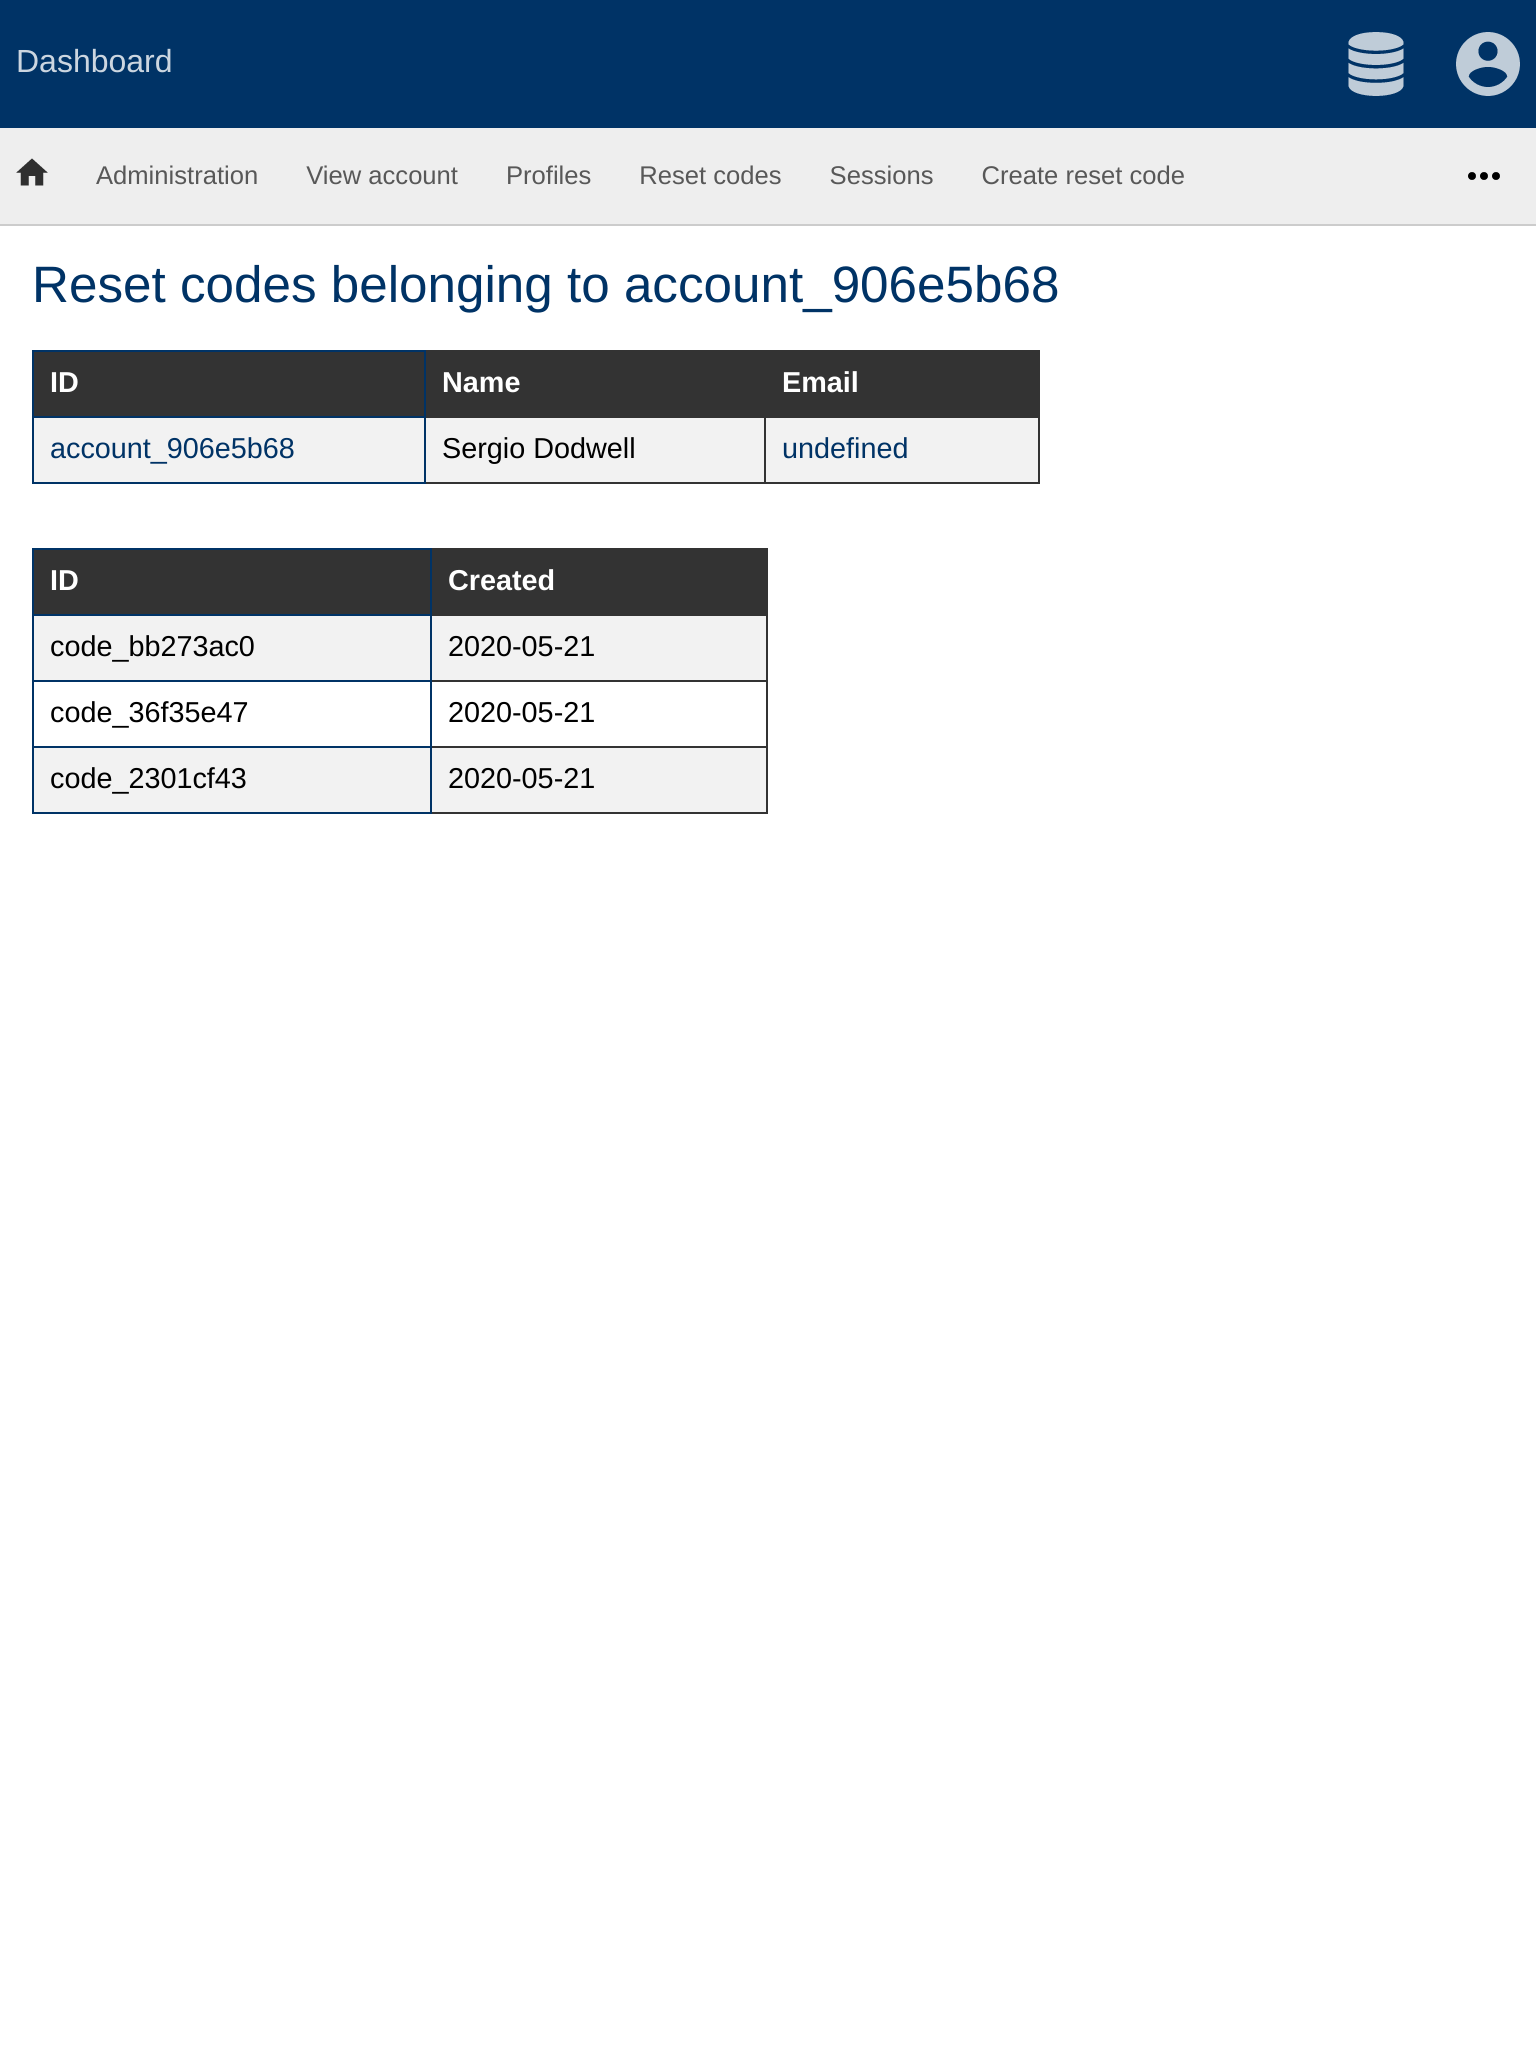 Dashboard
Administration View account Profiles Reset codes Sessions Create reset code
Reset codes belonging to account_906e5b68
ID Name Email
account_906e5b68 Sergio Dodwell undefined
ID Created
code_bb273ac0 2020-05-21
code_36f35e47 2020-05-21
code_2301cf43 2020-05-21